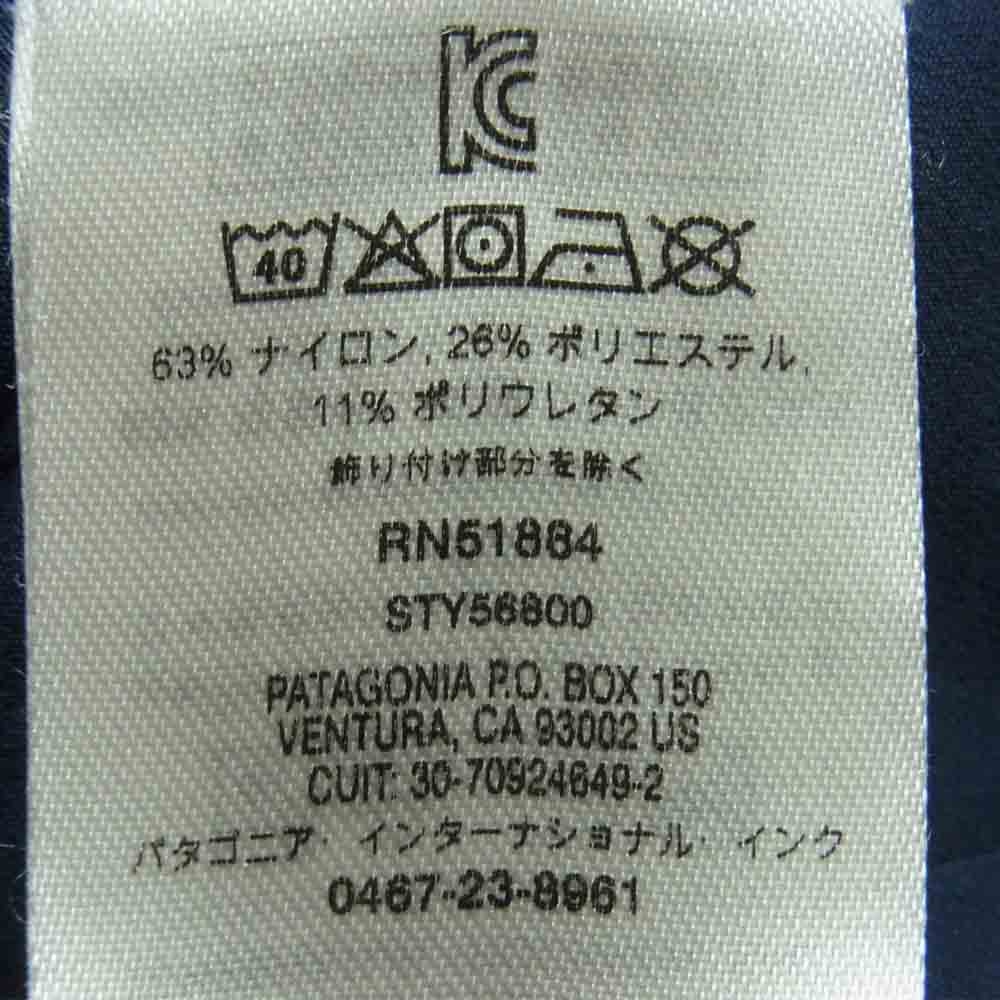 KC
40
63% ナイロン, 26% ポリエステル,
11% ポリウレタン
飾り付け部分を除く
RN51884
STY56800
PATAGONIA P.O. BOX 150
VENTURA, CA 93002 US
CUIT: 30-70924649-2
パタゴニア・インターナショナル・インク
0467-23-8961